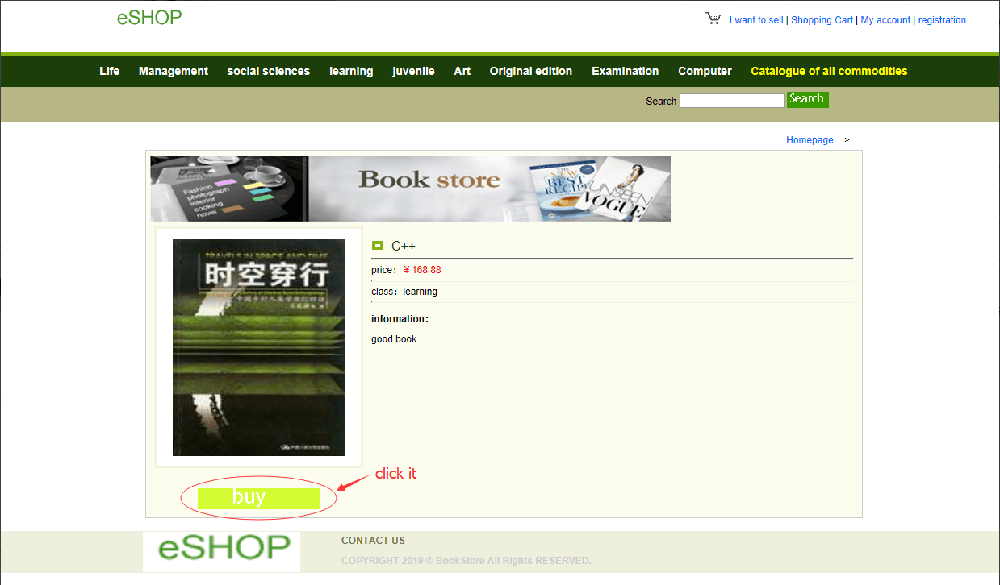 eSHOP
I want to sell | Shopping Cart | My account | registration
Life Management social sciences learning juvenile Art Original edition Examination Computer Catalogue of all commodities
Search Search
Homepage >
Fashion
photograph
Interior
cooking
novel
Book store
THE NEW
BEST
RECIPE
UNSEEN
VOGUE
TRAVELS IN SPACE AND TIME
时空穿行
C++
price：￥168.88
class：learning
information：
good book
click it
buy
eSHOP
CONTACT US
COPYRIGHT 2019 © BookStore All Rights RESERVED.